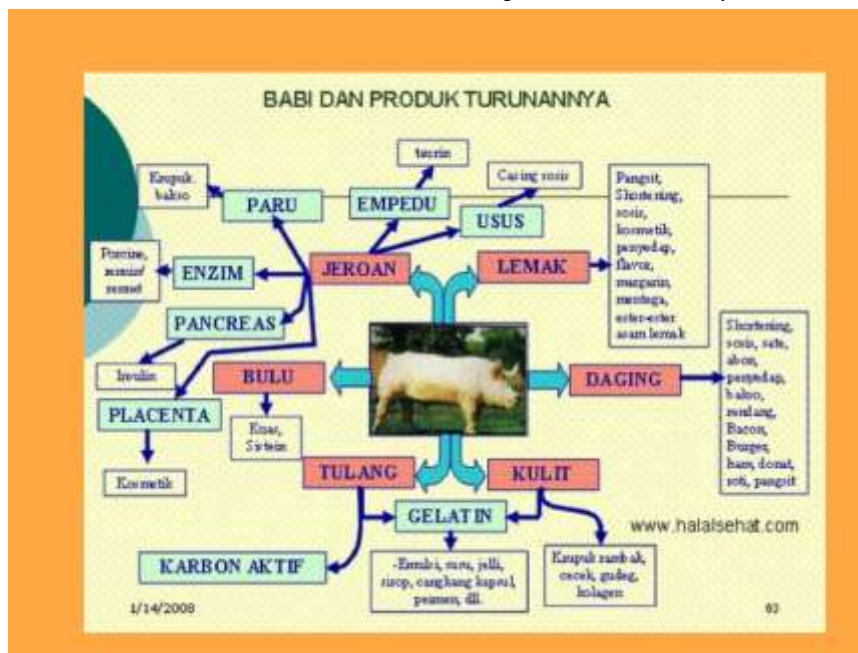 BABI DAN PRODUK TURUNANNYA
taurin
Casing sosis
Krupuk
bakso
PARU
EMPEDU
USUS
Pangsit,
Shortening,
sosis,
kosmetik,
penyedap,
flavor,
margarin,
mentega,
ester-ester
asam lemak
Porcine,
rennet
ENZIM
JEROAN
LEMAK
PANCREAS
Insulin
BULU
DAGING
Shortening,
sosis, sate,
abon,
penyedap,
bakso,
rendang,
Bacon,
Burger,
ham, donat,
roti, pangsit
PLACENTA
Kuas,
Sistein
Kosmetik
TULANG
KULIT
GELATIN
www.halalsehat.com
KARBON AKTIF
-Emulsi, susu, jelli,
sirop, cangkang kapsul,
permen, dll.
Krupuk rambak,
cecek, gudeg,
kolagen
1/14/2008
83